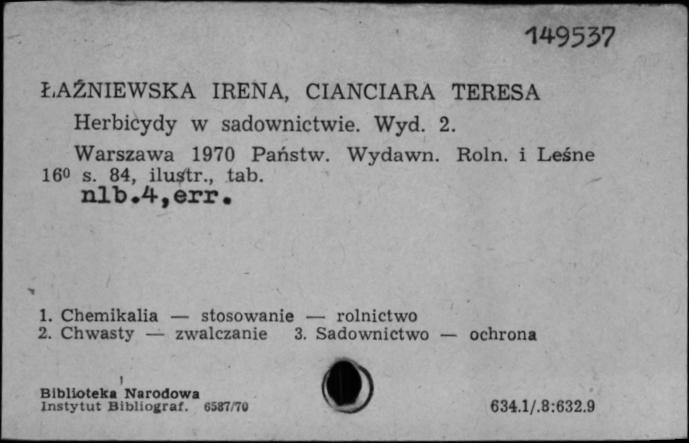 149537
ŁAŹNIEWSKA IRENA, CIANCIARA TERESA
Herbicydy w sadownictwie. Wyd. 2.
Warszawa 1970 Państw. Wydawn. Roln. i Leśne
16⁰ s. 84, ilustr., tab.
nlb.4, err.
1. Chemikalia — stosowanie — rolnictwo
2. Chwasty — zwalczanie 3. Sadownictwo — ochrona
Biblioteka Narodowa
Instytut Bibliograf. 6587/70
634.1/.8:632.9